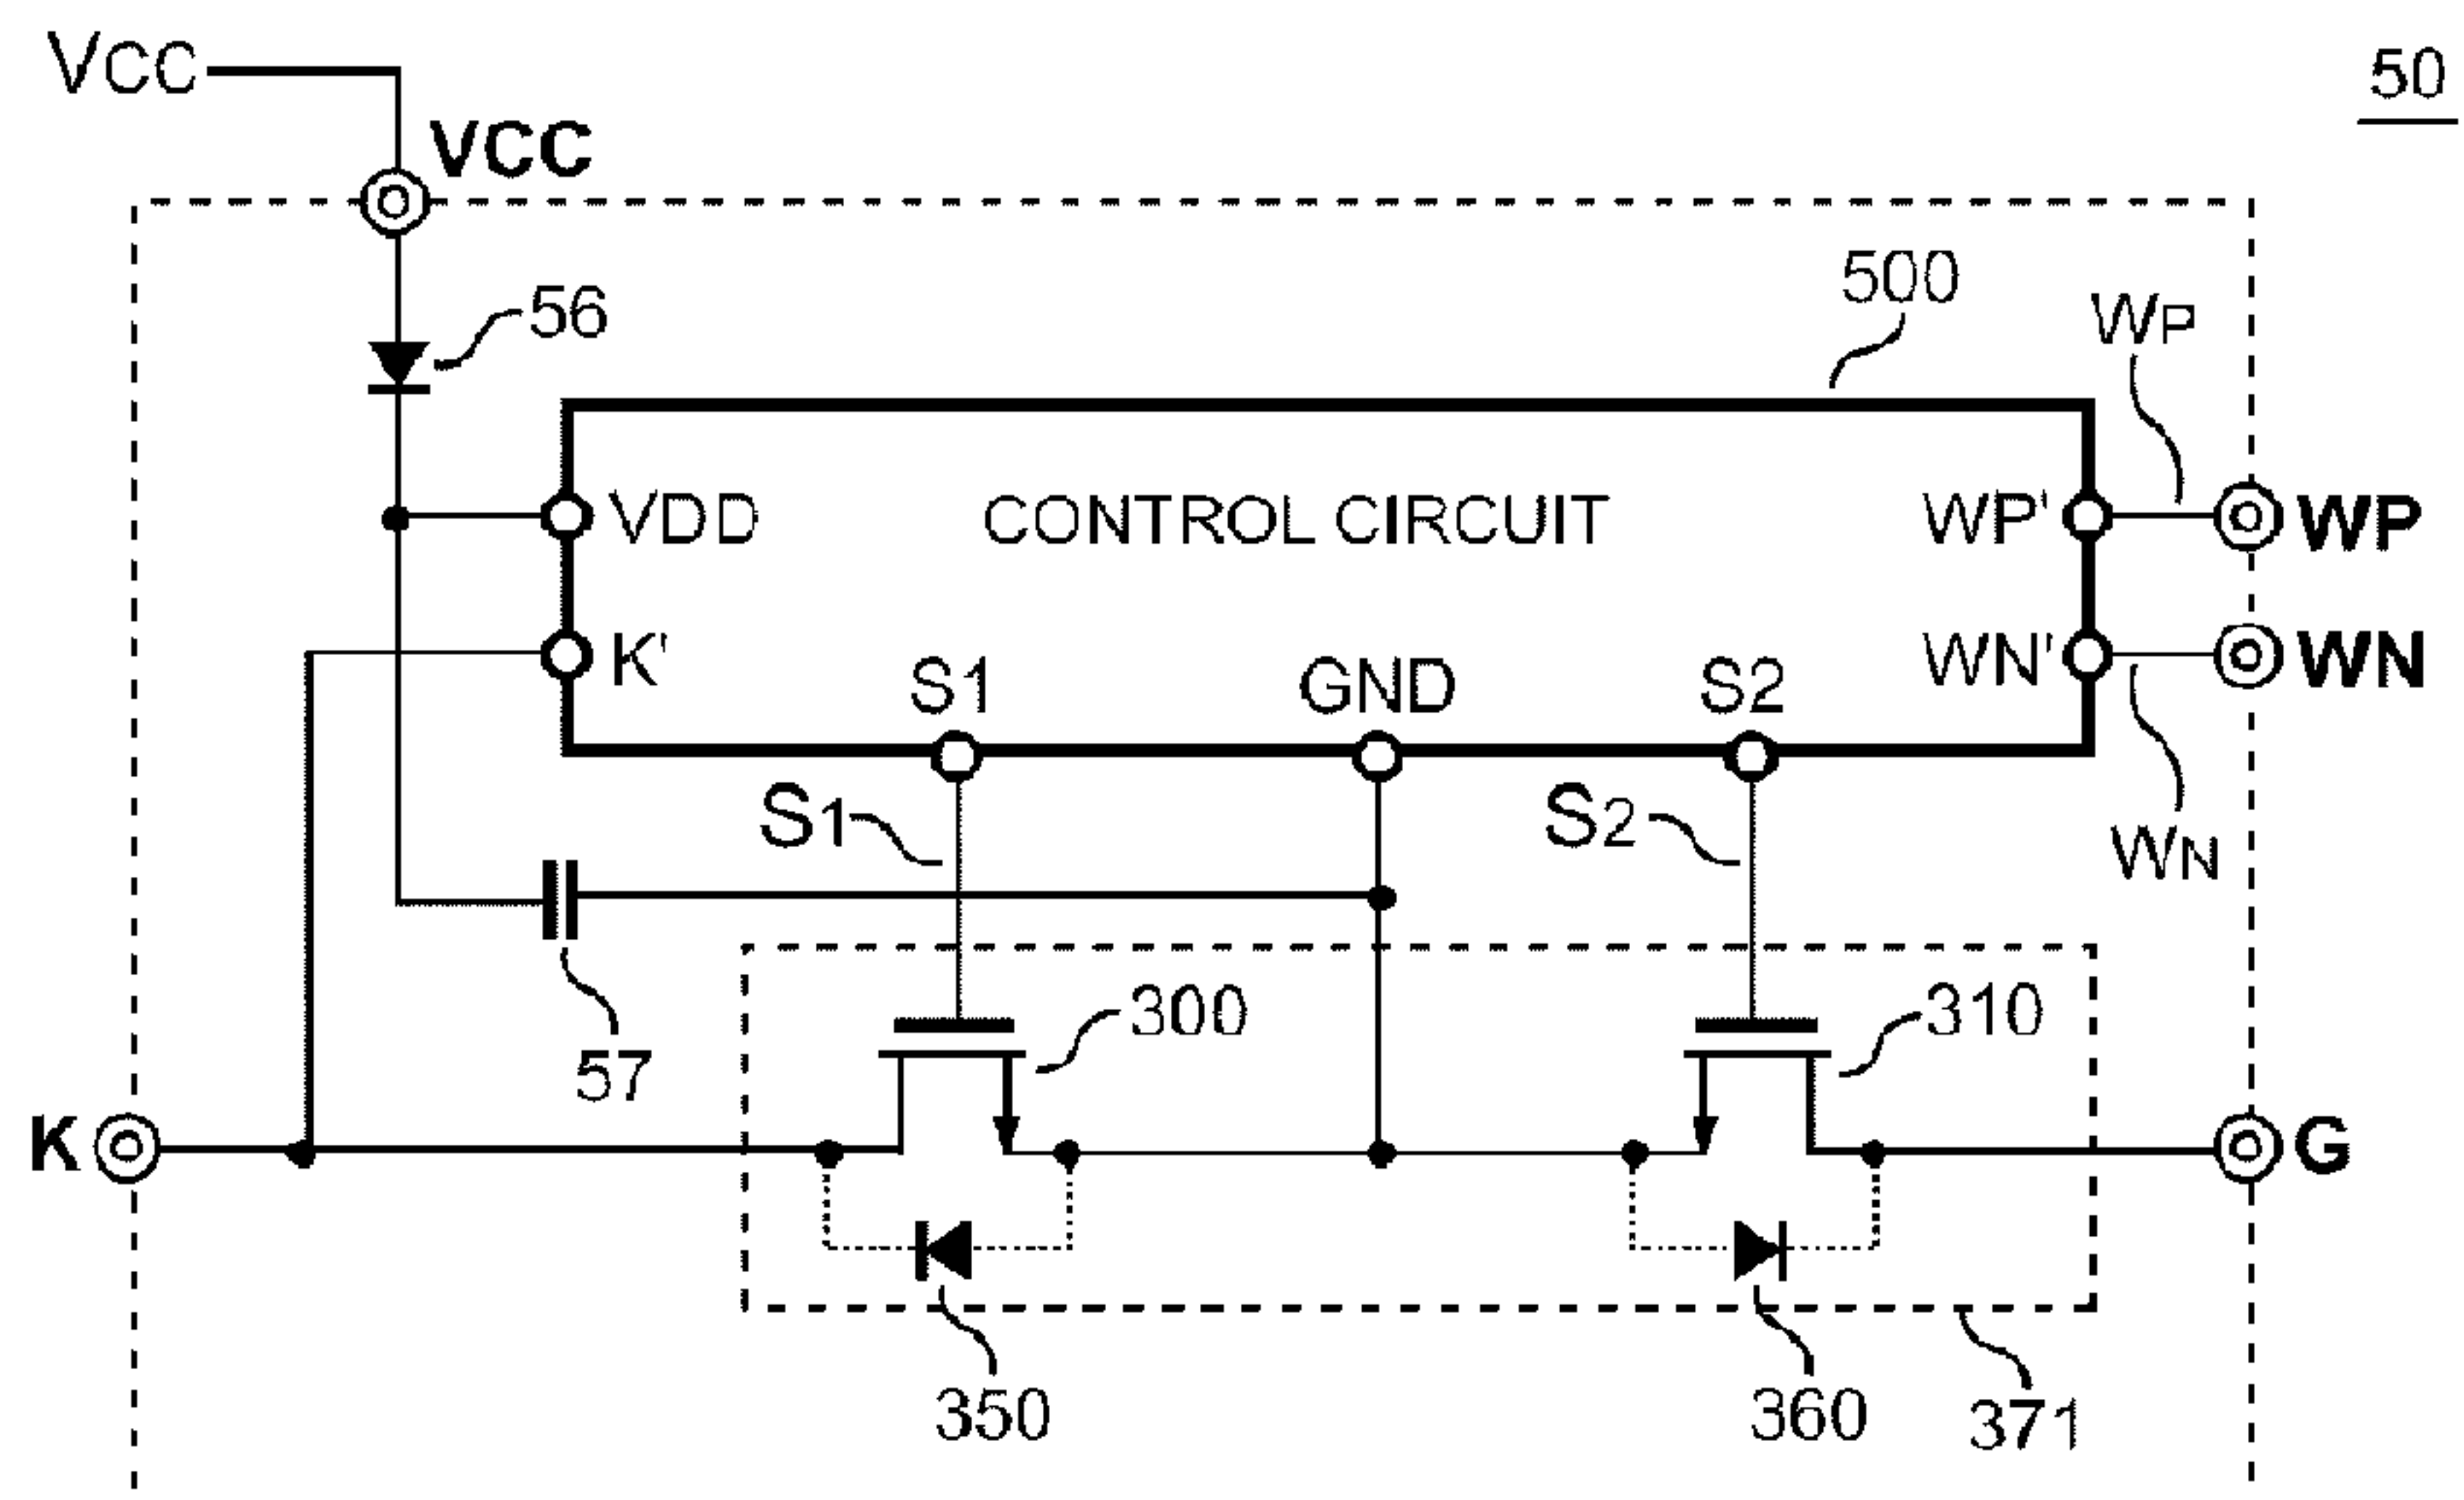 VCC
50
VCC
56
500
WP
VDD
CONTROL CIRCUIT
WP'
WP
K'
S1
GND
S2
WN'
WN
S1
S2
WN
57
300
310
K
G
350
360
371